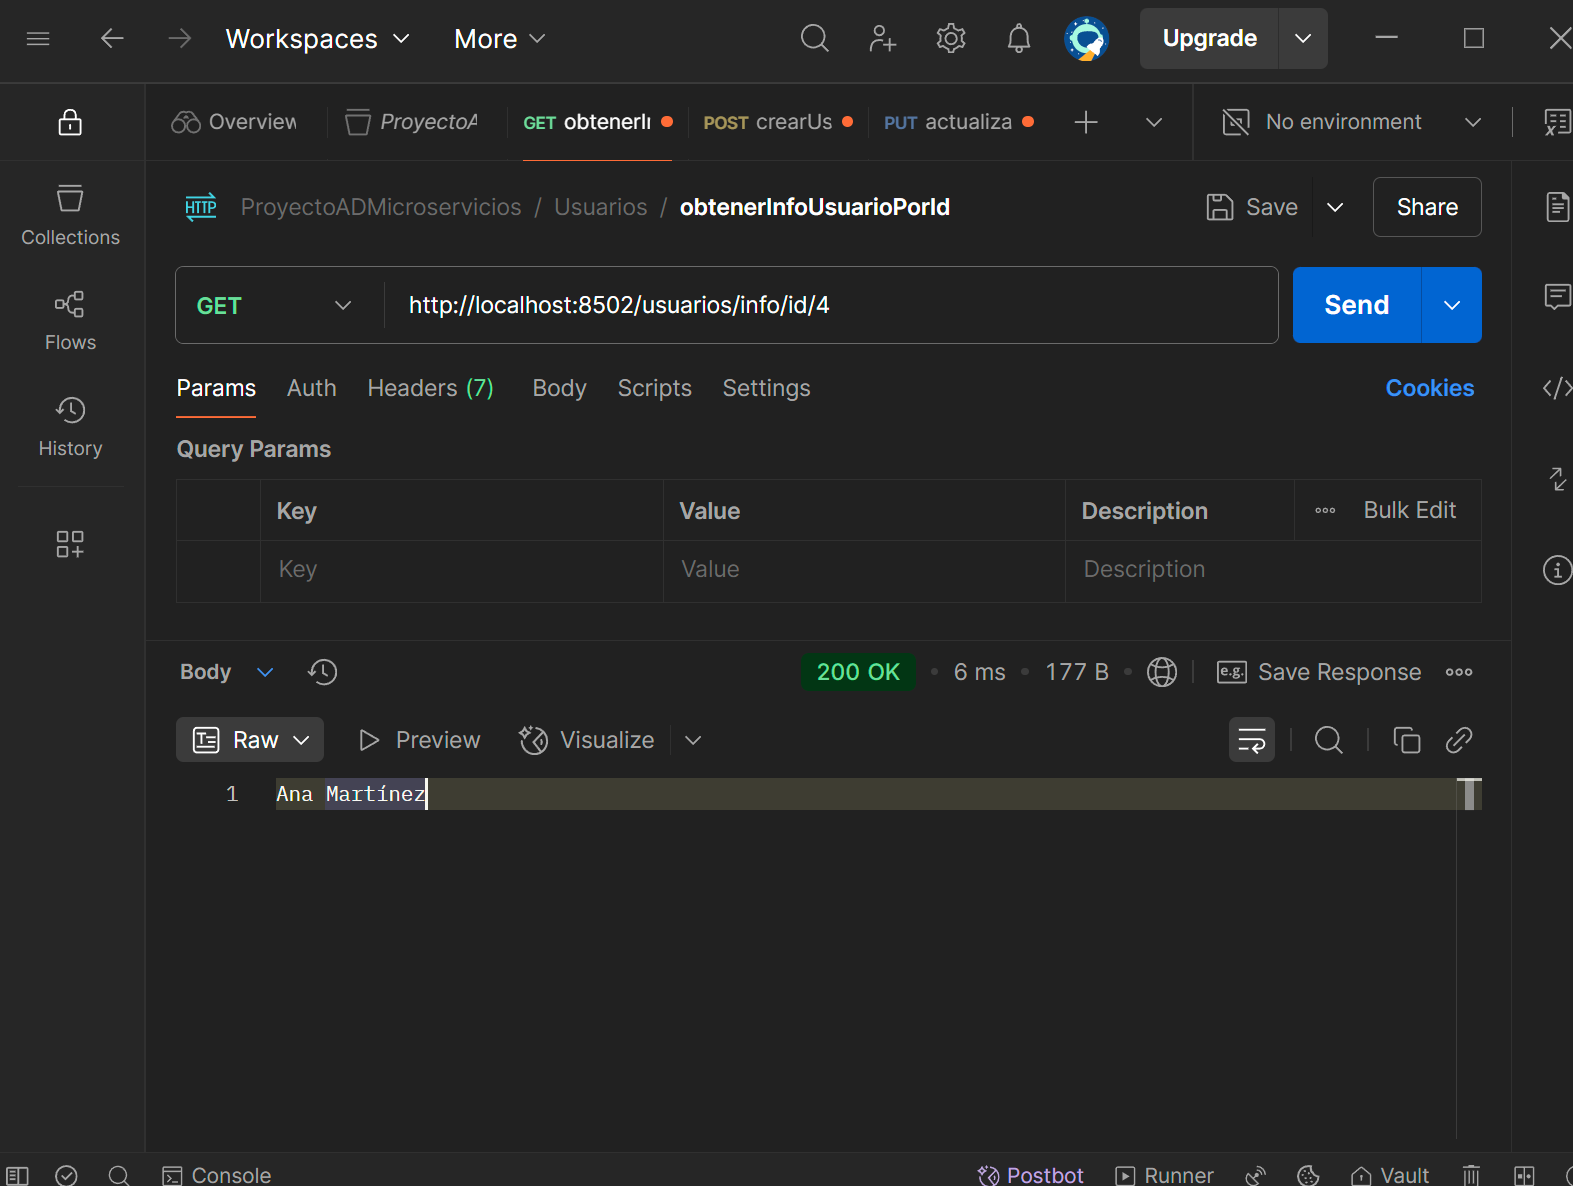 Workspaces More Upgrade
Overview ProyectoA GET obtenerIn POST crearUs PUT actualiza No environment
HTTP ProyectoADMicroservicios / Usuarios / obtenerInfoUsuarioPorId Save Share
Collections
GET http://localhost:8502/usuarios/info/id/4 Send
Flows
Params Auth Headers (7) Body Scripts Settings Cookies
History
Query Params
Key Value Description Bulk Edit
Key Value Description
Body 200 OK 6 ms 177 B e.g. Save Response
Raw Preview Visualize
1 Ana Martínez
Console Postbot Runner Vault